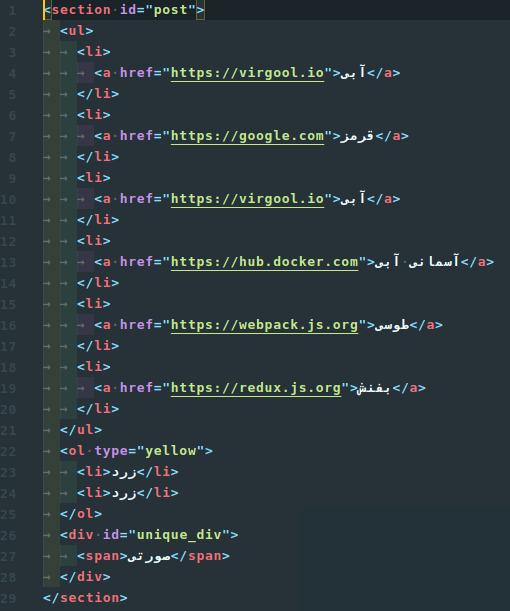 1 <section id="post">
2 <ul>
3 <li>
4 <a href="https://virgool.io">آبی</a>
5 </li>
6 <li>
7 <a href="https://google.com">قرمز</a>
8 </li>
9 <li>
10 <a href="https://virgool.io">آبی</a>
11 </li>
12 <li>
13 <a href="https://hub.docker.com">آسمانی آبی</a>
14 </li>
15 <li>
16 <a href="https://webpack.js.org">طوسی</a>
17 </li>
18 <li>
19 <a href="https://redux.js.org">بفنش</a>
20 </li>
21 </ul>
22 <ol type="yellow">
23 <li>زرد</li>
24 <li>زرد</li>
25 </ol>
26 <div id="unique_div">
27 <span>صورتی</span>
28 </div>
29 </section>